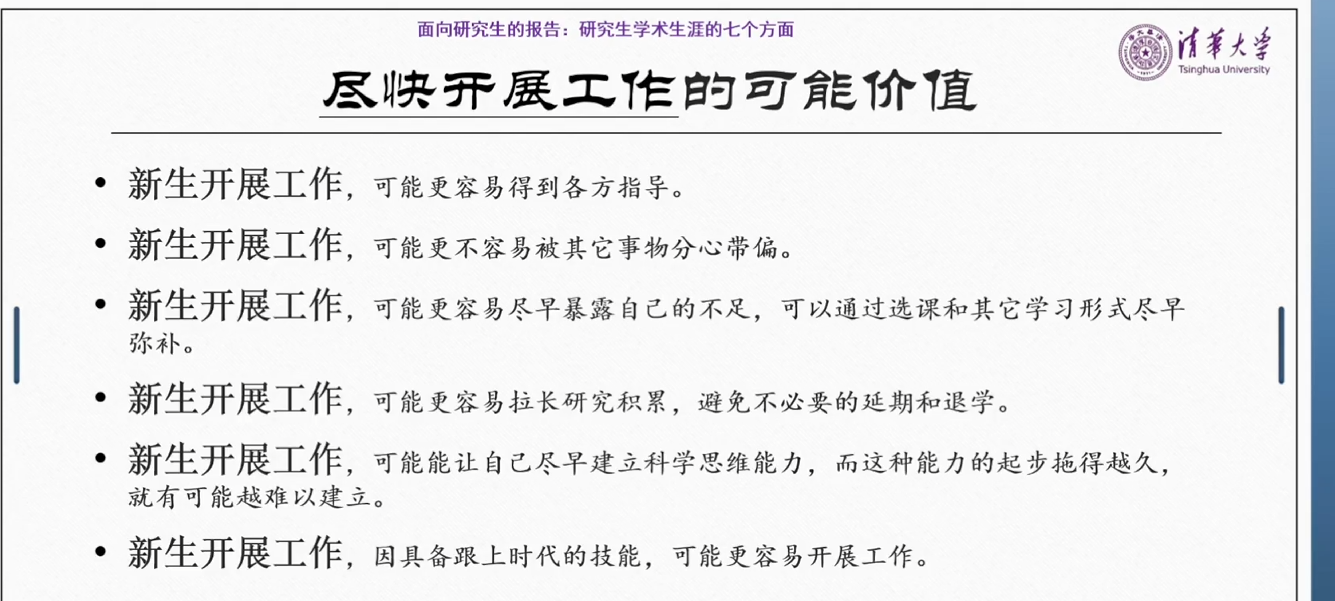 面向研究生的报告：研究生学术生涯的七个方面
清华大学
Tsinghua University
尽快开展工作的可能价值
• 新生开展工作，可能更容易得到各方指导。
• 新生开展工作，可能更不容易被其它事物分心带偏。
• 新生开展工作，可能更容易尽早暴露自己的不足，可以通过选课和其它学习形式尽早
弥补。
• 新生开展工作，可能更容易拉长研究积累，避免不必要的延期和退学。
• 新生开展工作，可能能让自己尽早建立科学思维能力，而这种能力的起步拖得越久，
就有可能越难以建立。
• 新生开展工作，因具备跟上时代的技能，可能更容易开展工作。